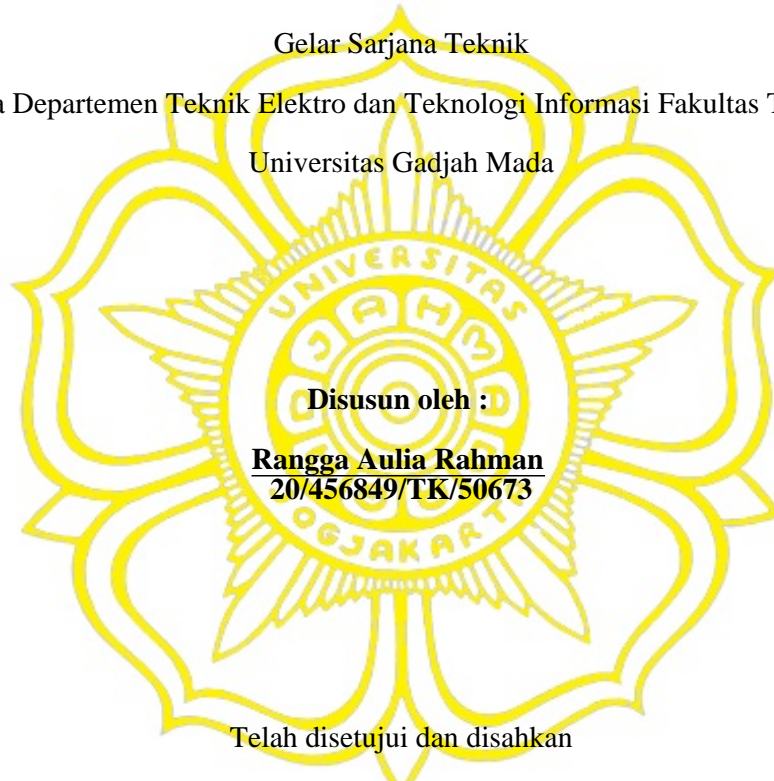 Gelar Sarjana Teknik
Departemen Teknik Elektro dan Teknologi Informasi Fakultas
Universitas Gadjah Mada
UNIVERSITAS
Disusun oleh :
Rangga Aulia Rahman
20/456849/TK/50673
OGJAKART
Telah disetujui dan disahkan